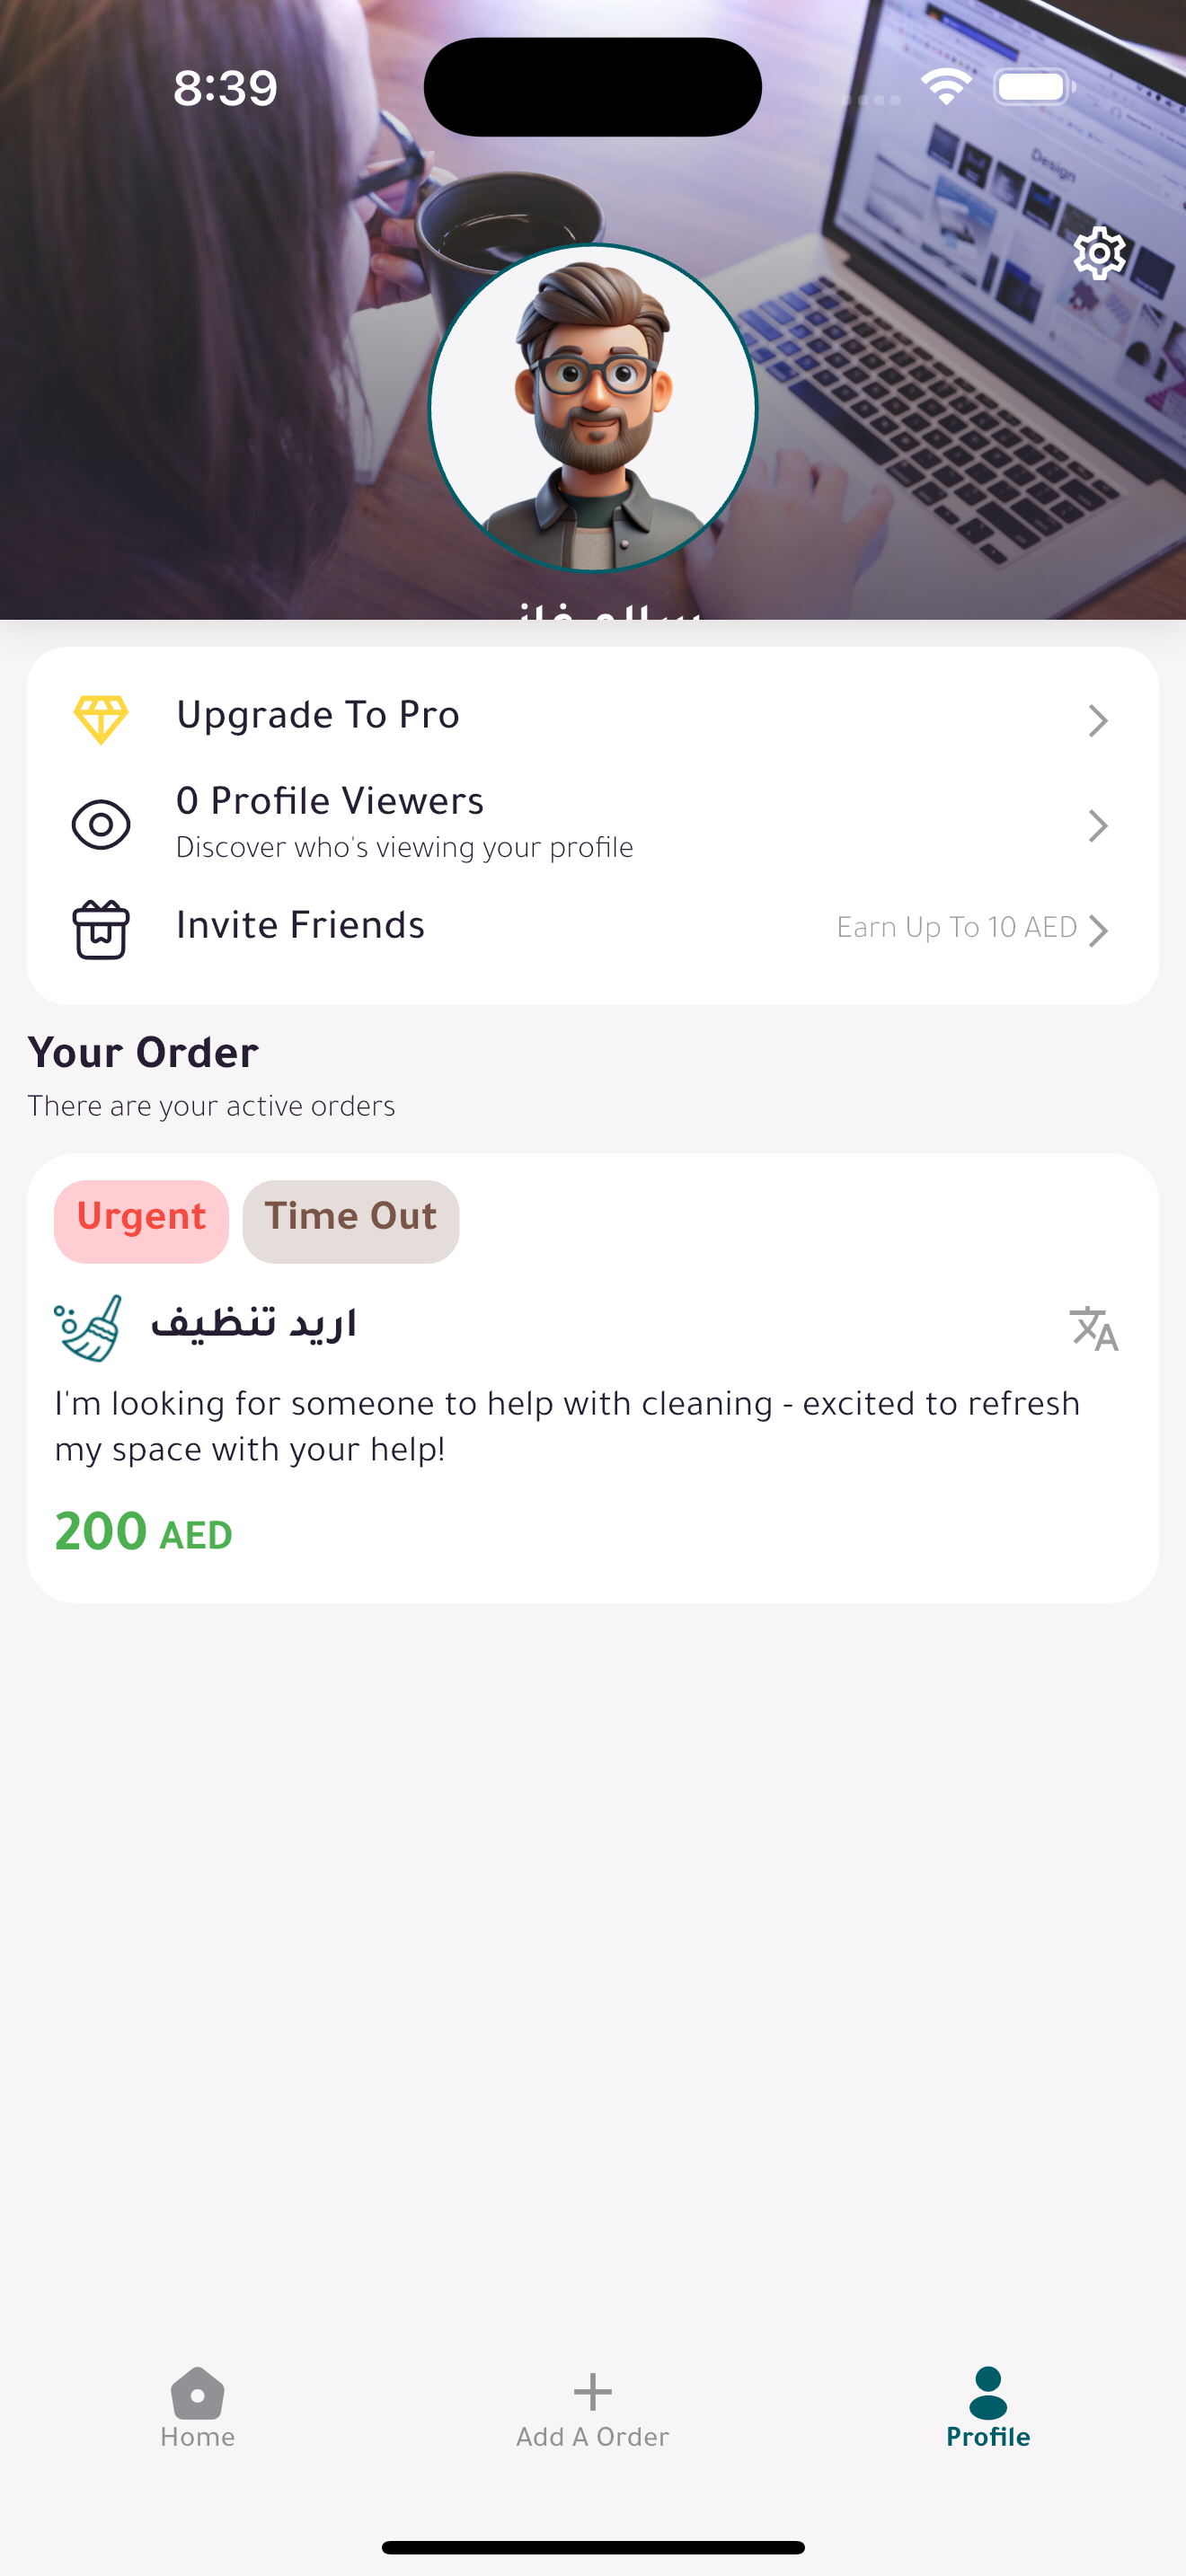 8:39
Design
Upgrade To Pro
0 Profile Viewers
Discover who's viewing your profile
Invite Friends
Earn Up To 10 AED
Your Order
There are your active orders
Urgent
Time Out
اريد تنظيف
I'm looking for someone to help with cleaning - excited to refresh
my space with your help!
200 AED
Home
Add A Order
Profile